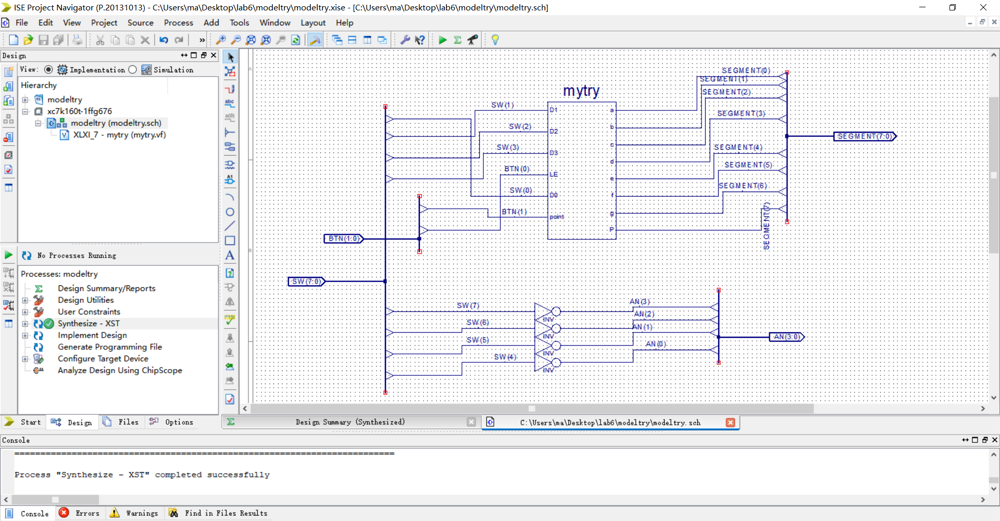 ISE Project Navigator (P.20131013) - C:\Users\ma\Desktop\lab6\modeltry\modeltry.xise - [C:\Users\ma\Desktop\lab6\modeltry\modeltry.sch]
File Edit View Project Source Process Add Tools Window Layout Help
Design
View: Implementation Simulation
Hierarchy
modeltry
xc7k160t-1ffg676
modeltry (modeltry.sch)
XLXI_7 - mytry (mytry.vf)
No Processes Running
Processes: modeltry
Design Summary/Reports
Design Utilities
User Constraints
Synthesize - XST
Implement Design
Generate Programming File
Configure Target Device
Analyze Design Using ChipScope
Start Design Files Options
abc
a(0)
A1
A
A
B
mytry
SW(1)
SW(2)
SW(3)
BTN(0)
SW(0)
BTN(1)
D1
D2
D3
LE
D0
point
a
b
c
d
e
f
g
P
SEGMENT(0)
SEGMENT(1)
SEGMENT(2)
SEGMENT(3)
SEGMENT(4)
SEGMENT(5)
SEGMENT(6)
SEGMENT(7)
SEGMENT(7:0)
BTN(1:0)
SW(7:0)
SW(7)
SW(6)
SW(5)
SW(4)
INV
INV
INV
INV
AN(3)
AN(2)
AN(1)
AN(0)
AN(3:0)
Design Summary (Synthesized)
C:\Users\ma\Desktop\lab6\modeltry\modeltry.sch
Console
=========================================================================
Process "Synthesize - XST" completed successfully
Console Errors Warnings Find in Files Results